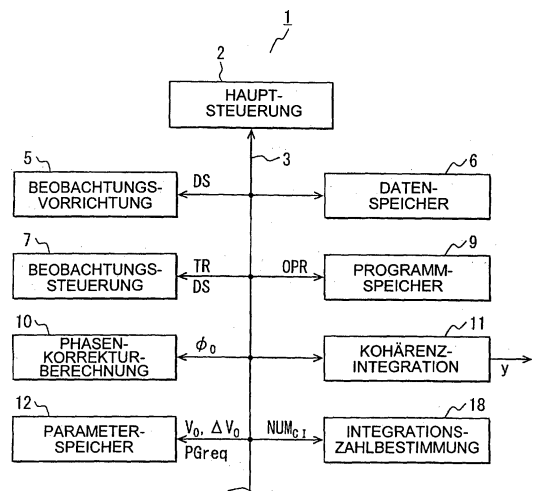 1
2
HAUPT-
STEUERUNG
3
5
BEOBACHTUNGS-
VORRICHTUNG
DS
6
DATEN-
SPEICHER
7
BEOBACHTUNGS-
STEUERUNG
TR
DS
OPR
9
PROGRAMM-
SPEICHER
10
PHASEN-
KORREKTUR-
BERECHNUNG
ϕ₀
11
KOHÄRENZ-
INTEGRATION
y
12
PARAMETER-
SPEICHER
V₀, ΔV₀
PGreq
NUM_CI
18
INTEGRATIONS-
ZAHLBESTIMMUNG